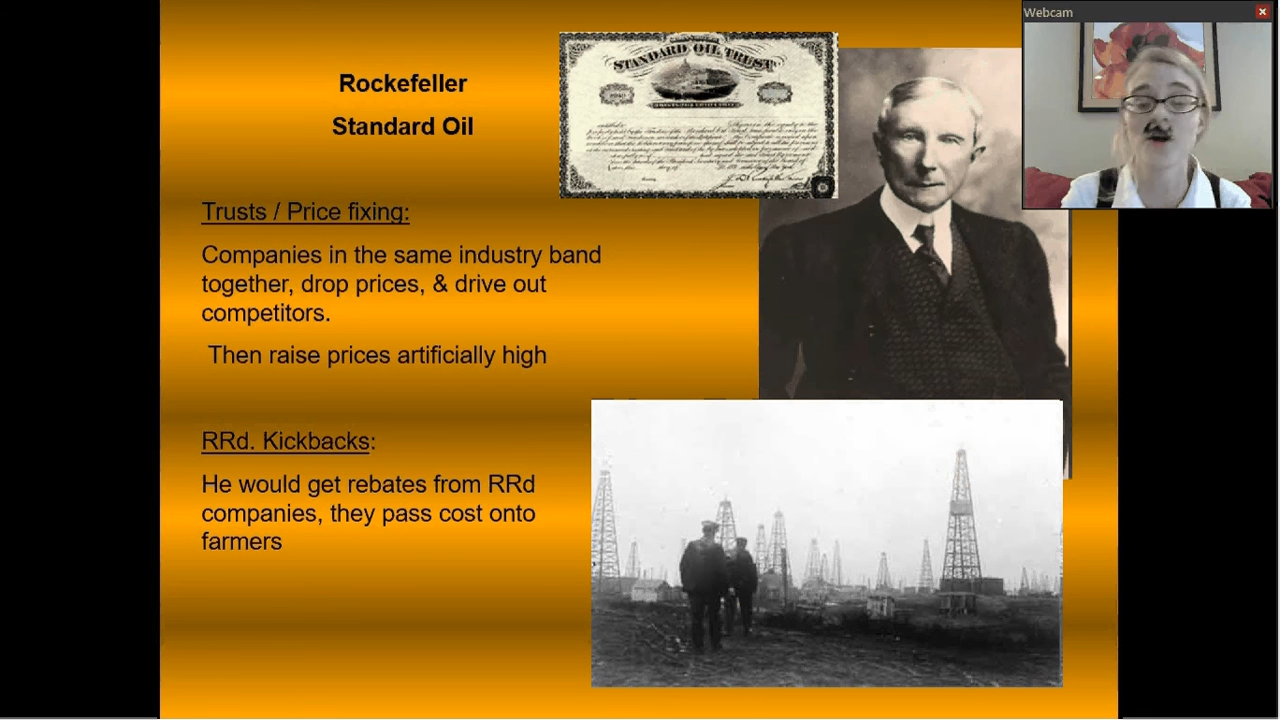 Webcam
STANDARD OIL TRUST
Rockefeller
Standard Oil
Trusts / Price fixing:
Companies in the same industry band
together, drop prices, & drive out
competitors.
Then raise prices artificially high
RRd. Kickbacks:
He would get rebates from RRd
companies, they pass cost onto
farmers